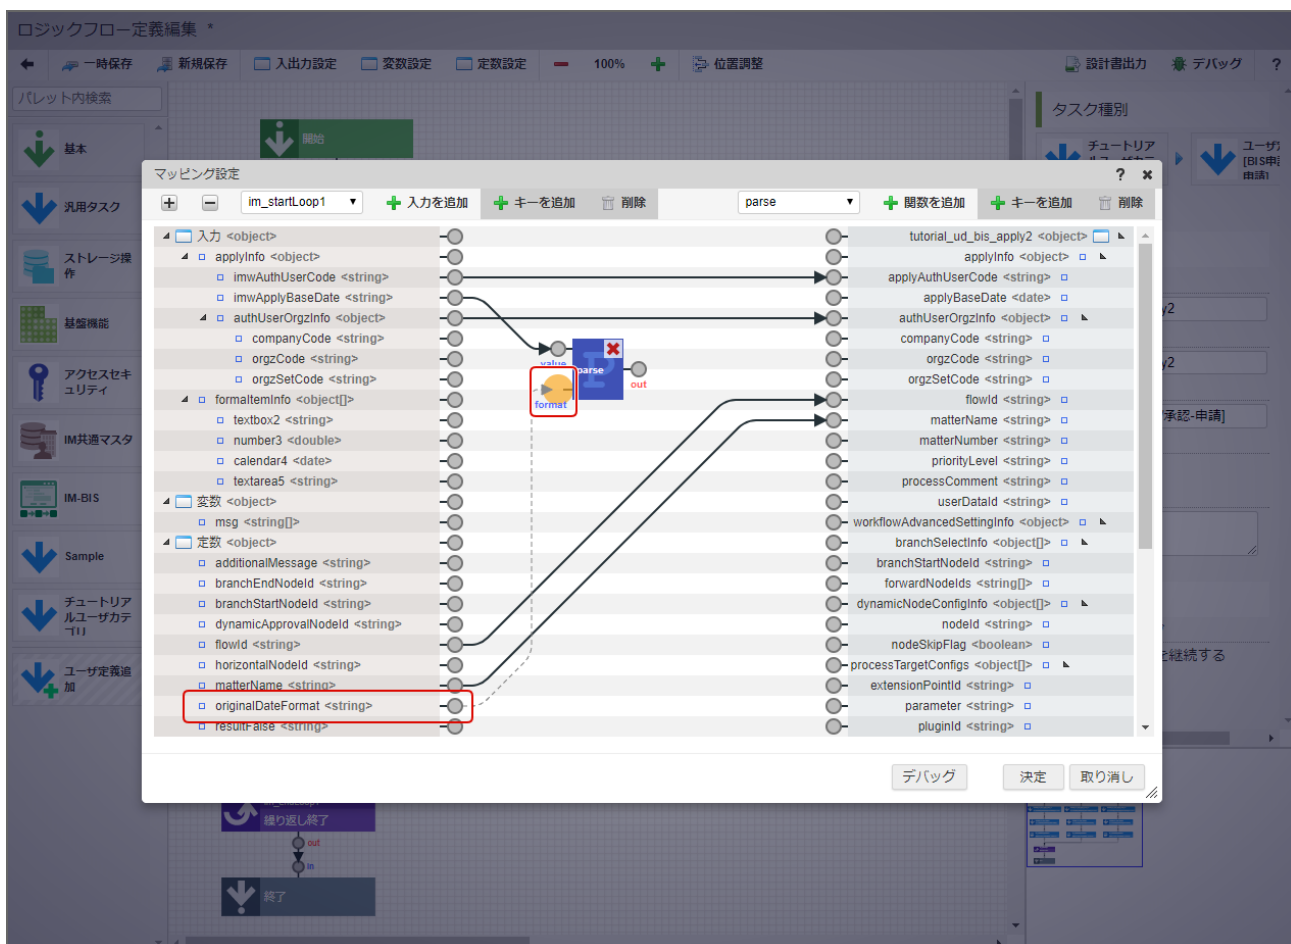 ロジックフロー定義編集 *
一時保存 新規保存 入出力設定 変数設定 定数設定 100% 位置調整 設計書出力 デバッグ ?
パレット内検索
タスク種別
基本
開始
チュートリア
ユーザ
[BIS申
汎用タスク
ストレージ操
作
基盤機能
アクセスセキ
ュリティ
IM共通マスタ
IM-BIS
Sample
チュートリア
ルユーザカテ
ユーザ定義追
加
y2
y2
承認-申請]
を継続する
マッピング設定 ?
im_startLoop1 入力を追加 キーを追加 削除 parse 関数を追加 キーを追加 削除
入力 <object> tutorial_ud_bis_apply2 <object>
applyInfo <object> applyInfo <object>
imwAuthUserCode <string> applyAuthUserCode <string>
imwApplyBaseDate <string> applyBaseDate <date>
authUserOrgzInfo <object> authUserOrgzInfo <object>
companyCode <string> companyCode <string>
orgzCode <string> orgzCode <string>
orgzSetCode <string> orgzSetCode <string>
formaItemInfo <object[]> flowId <string>
textbox2 <string> matterName <string>
number3 <double> matterNumber <string>
calendar4 <date> priorityLevel <string>
textarea5 <string> processComment <string>
変数 <object> userDataId <string>
msg <string[]> workflowAdvancedSettingInfo <object>
定数 <object> branchSelectInfo <object[]>
additionalMessage <string> branchStartNodeId <string>
branchEndNodeId <string> forwardNodeIds <string[]>
branchStartNodeId <string> dynamicNodeConfigInfo <object[]>
dynamicApprovalNodeId <string> nodeId <string>
flowId <string> nodeSkipFlag <boolean>
horizontalNodeId <string> processTargetConfigs <object[]>
matterName <string> extensionPointId <string>
originalDateFormat <string> parameter <string>
resultFalse <string> pluginId <string>
value
parse
out
format
デバッグ 決定 取り消し
繰り返し終了
out
in
終了